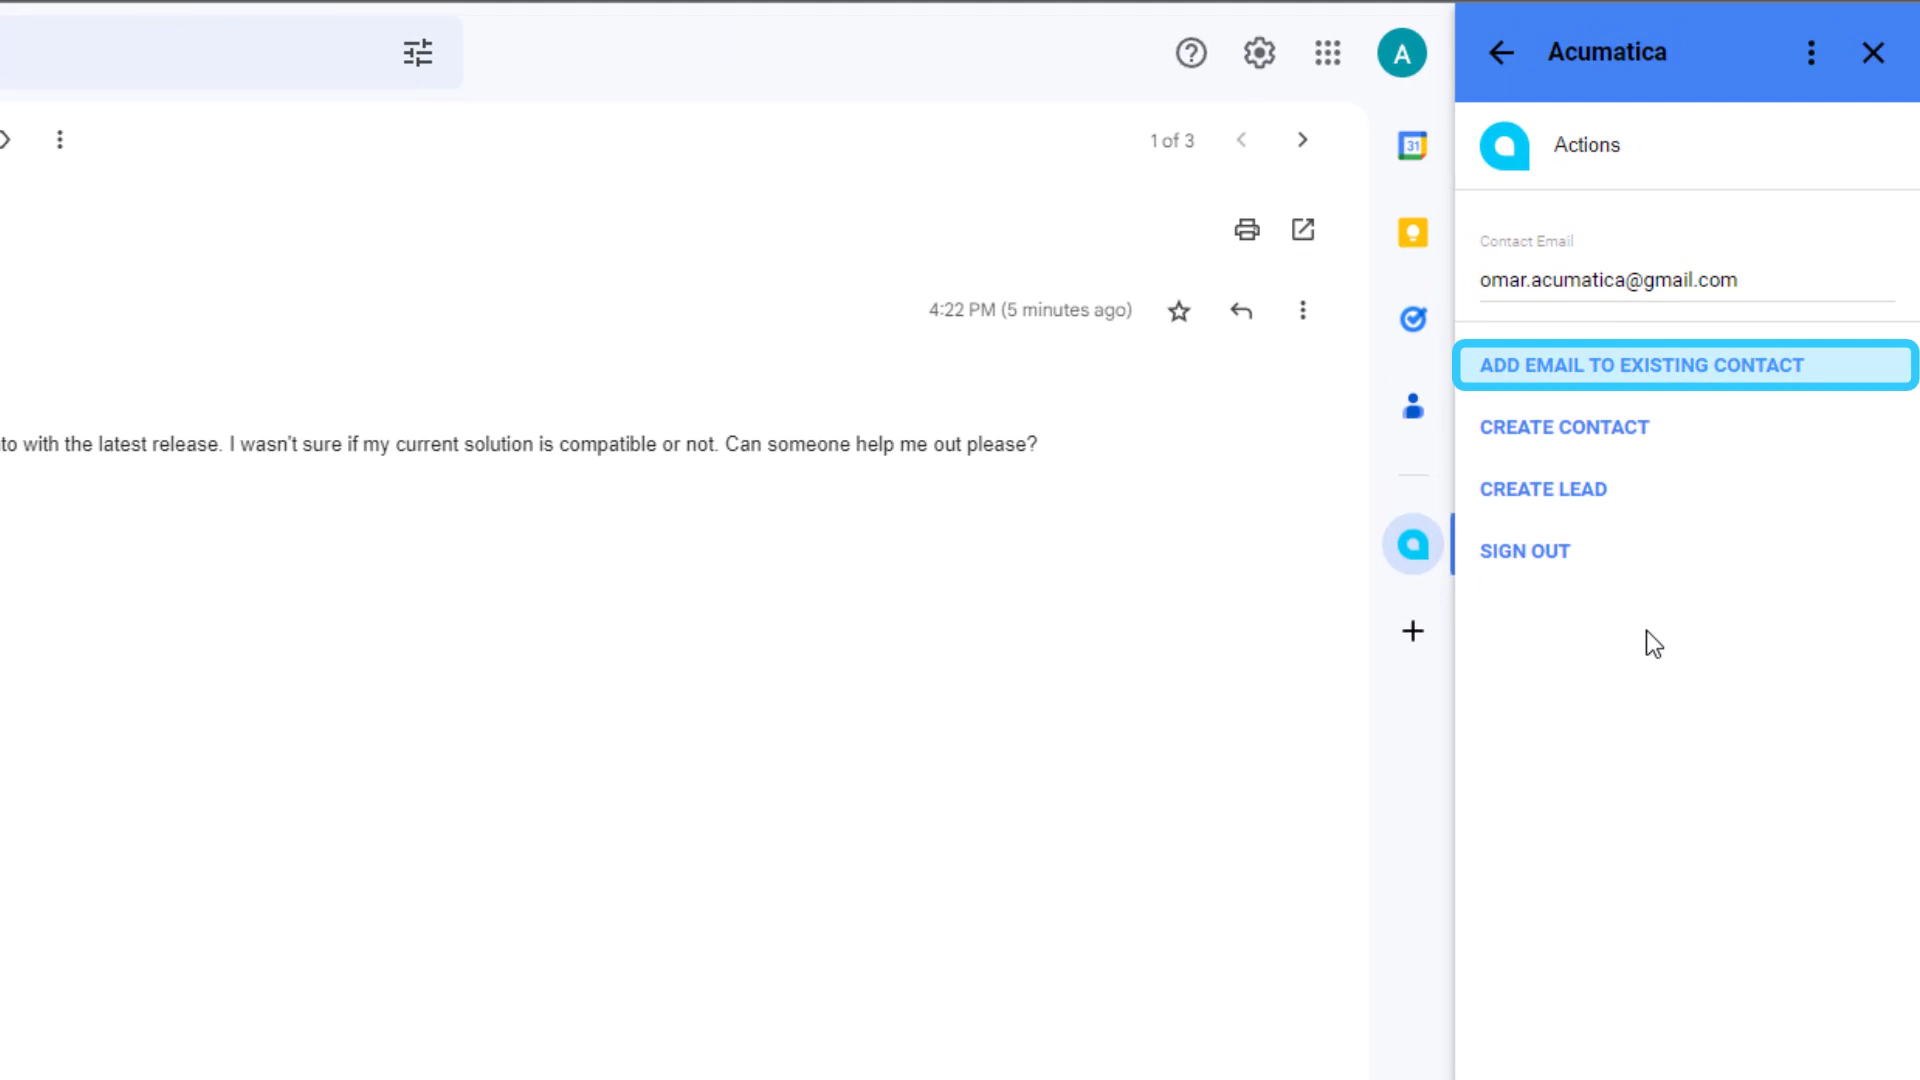 A
Acumatica
1 of 3
31
Actions
Contact Email
omar.acumatica@gmail.com
4:22 PM (5 minutes ago)
ADD EMAIL TO EXISTING CONTACT
to with the latest release. I wasn't sure if my current solution is compatible or not. Can someone help me out please?
CREATE CONTACT
CREATE LEAD
SIGN OUT